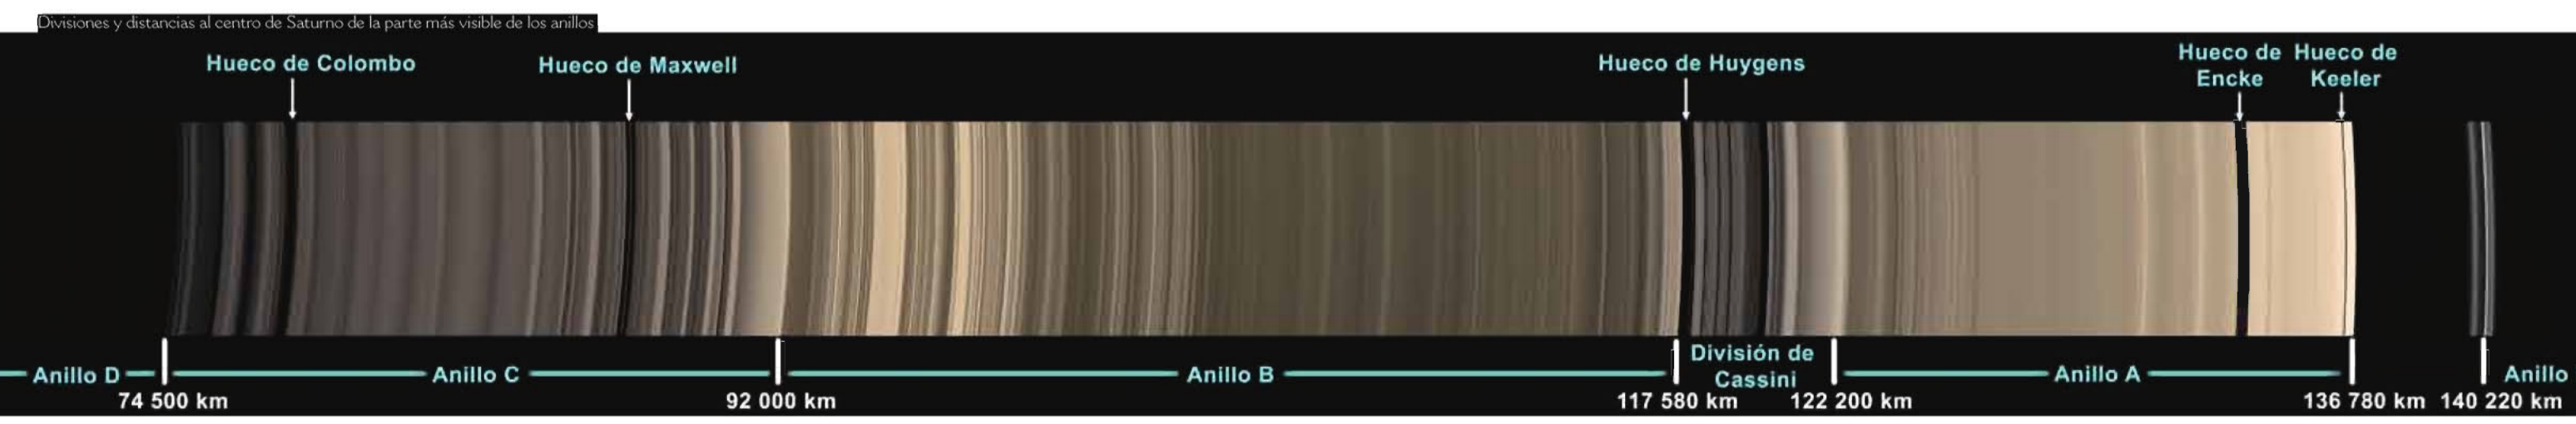 Divisiones y distancias al centro de Saturno de la parte más visible de los anillos
Hueco de Colombo
Hueco de Maxwell
Hueco de Huygens
Hueco de
Encke
Hueco de
Keeler
Anillo D
Anillo C
Anillo B
División de
Cassini
Anillo A
Anillo
74 500 km
92 000 km
117 580 km
122 200 km
136 780 km
140 220 km